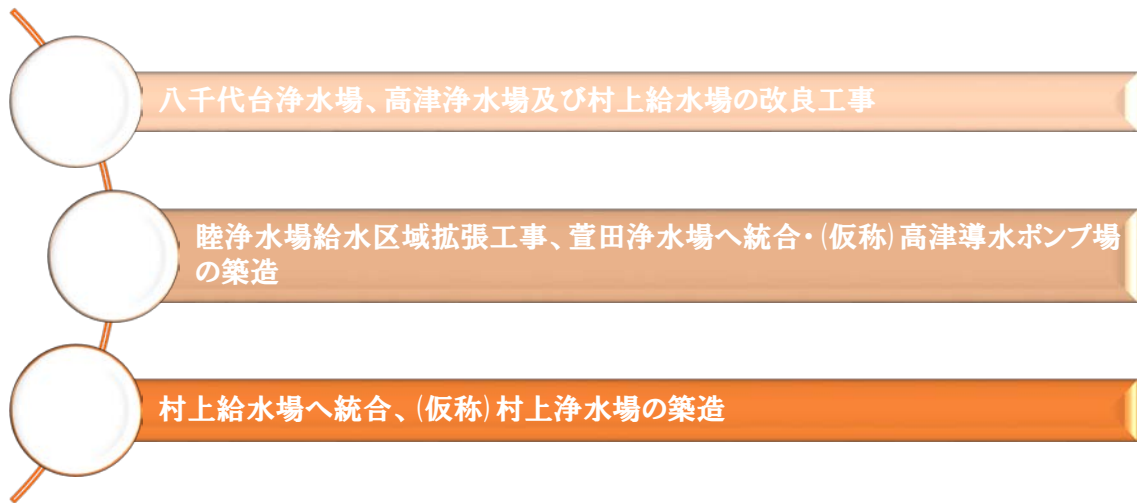 八千代台浄水場、高津浄水場及び村上給水場の改良工事
睦浄水場給水区域拡張工事、萱田浄水場へ統合・(仮称)高津導水ポンプ場
の築造
村上給水場へ統合、(仮称)村上浄水場の築造